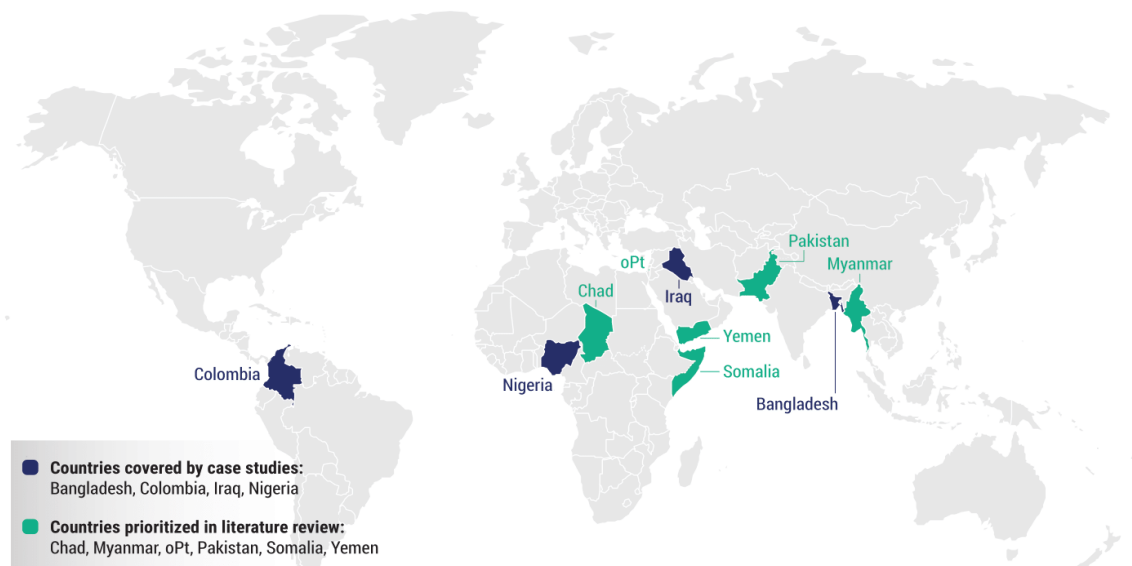 Pakistan
oPt
Myanmar
Chad
Iraq
Yemen
Colombia
Somalia
Nigeria
Bangladesh
Countries covered by case studies:
Bangladesh, Colombia, Iraq, Nigeria
Countries prioritized in literature review:
Chad, Myanmar, oPt, Pakistan, Somalia, Yemen